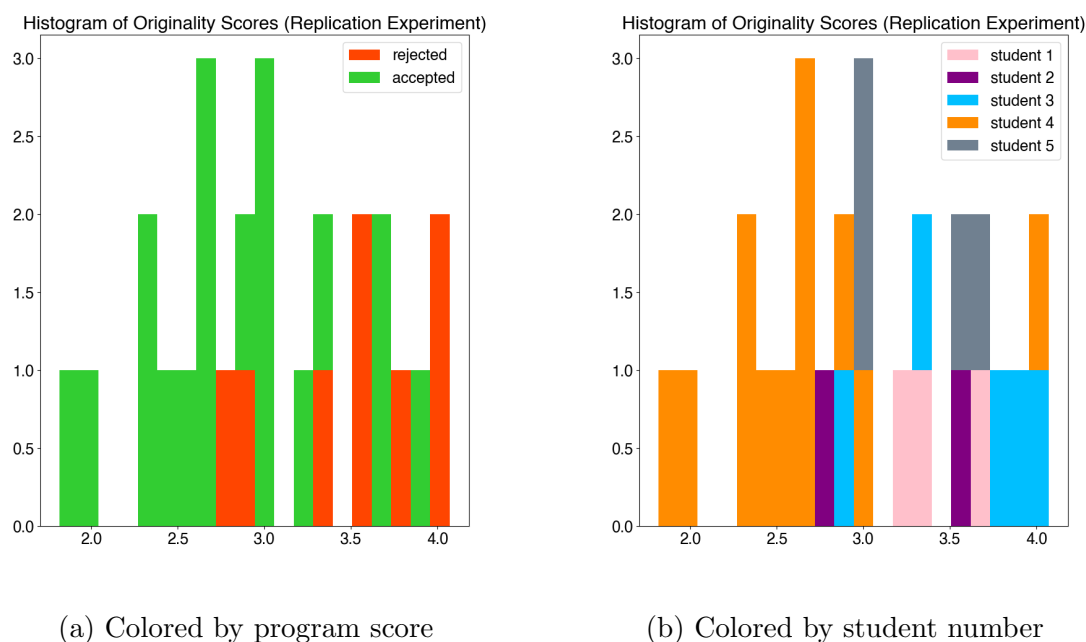 Histogram of Originality Scores (Replication Experiment)
rejected
accepted
3.0
2.5
2.0
1.5
1.0
0.5
0.0
2.0 2.5 3.0 3.5 4.0
(a) Colored by program score
Histogram of Originality Scores (Replication Experiment)
student 1
student 2
student 3
student 4
student 5
3.0
2.5
2.0
1.5
1.0
0.5
0.0
2.0 2.5 3.0 3.5 4.0
(b) Colored by student number